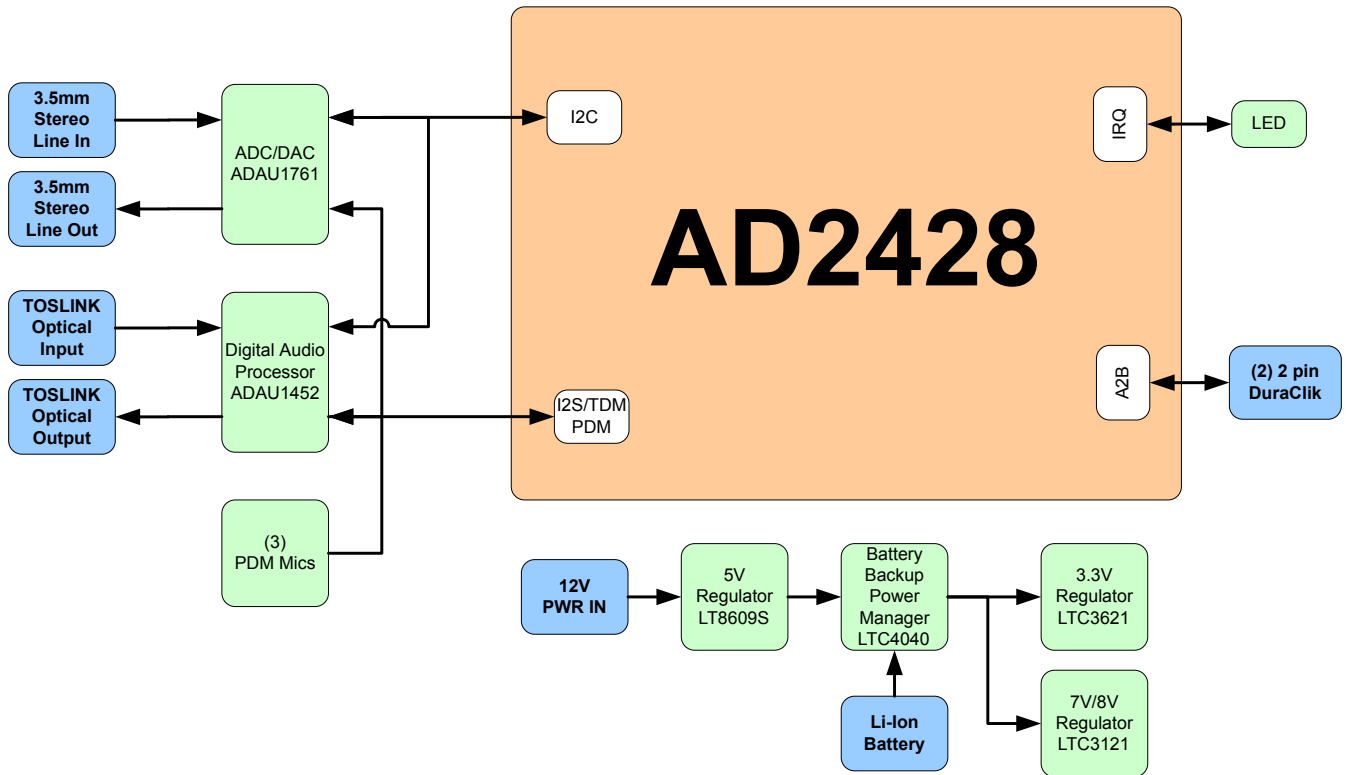 3.5mm
Stereo
Line In
3.5mm
Stereo
Line Out
TOSLINK
Optical
Input
TOSLINK
Optical
Output
ADC/DAC
ADAU1761
Digital Audio
Processor
ADAU1452
(3)
PDM Mics
I2C
I2S/TDM
PDM
AD2428
IRQ
LED
A2B
(2) 2 pin
DuraClik
12V
PWR IN
5V
Regulator
LT8609S
Battery
Backup
Power
Manager
LTC4040
Li-Ion
Battery
3.3V
Regulator
LTC3621
7V/8V
Regulator
LTC3121